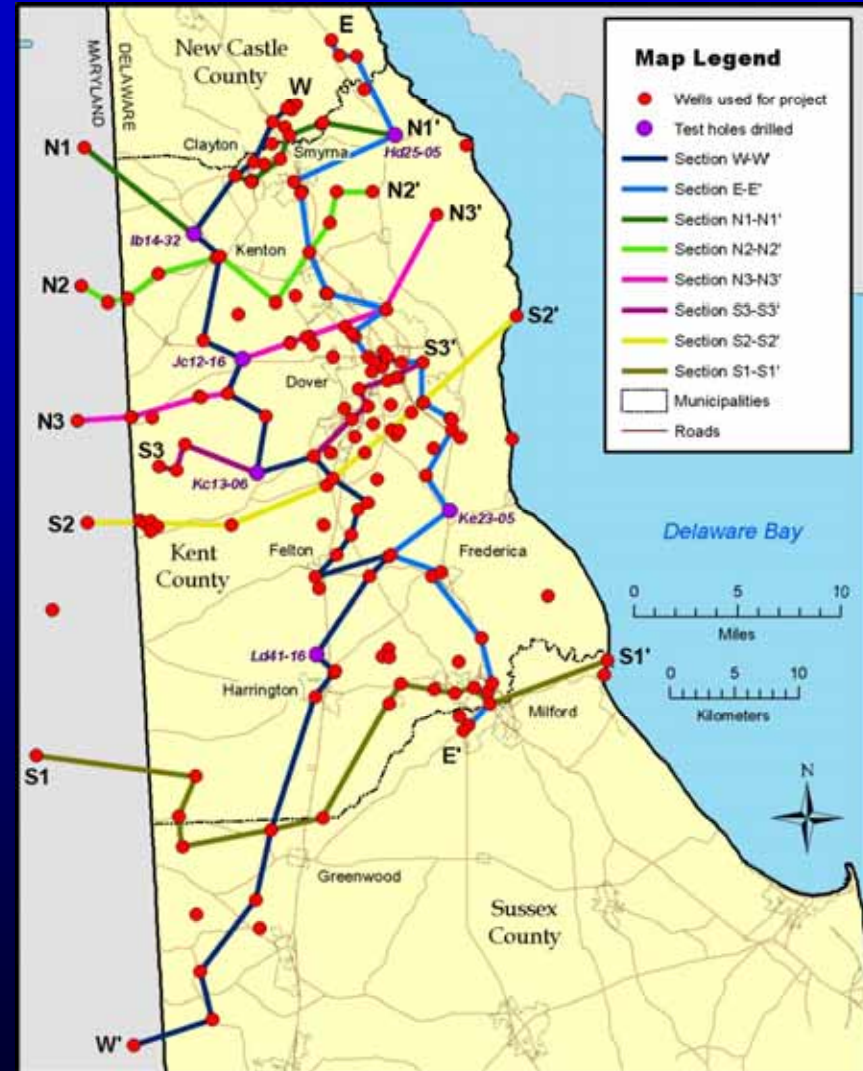 E
New Castle
County
MARYLAND
DELAWARE
W
N1
N1'
Clayton
Smyrna
Hd25-05
N2'
N3'
Ib14-32
Kenton
N2
S2'
Jc12-16
S3'
Dover
N3
S3
Kc13-06
S2
Ke23-05
Kent
County
Felton
Frederica
Ld41-16
S1'
Harrington
Milford
E'
S1
Greenwood
Sussex
County
W'
Map Legend
Wells used for project
Test holes drilled
Section W-W'
Section E-E'
Section N1-N1'
Section N2-N2'
Section N3-N3'
Section S3-S3'
Section S2-S2'
Section S1-S1'
Municipalities
Roads
Delaware Bay
0 5 10
Miles
0 5 10
Kilometers
N